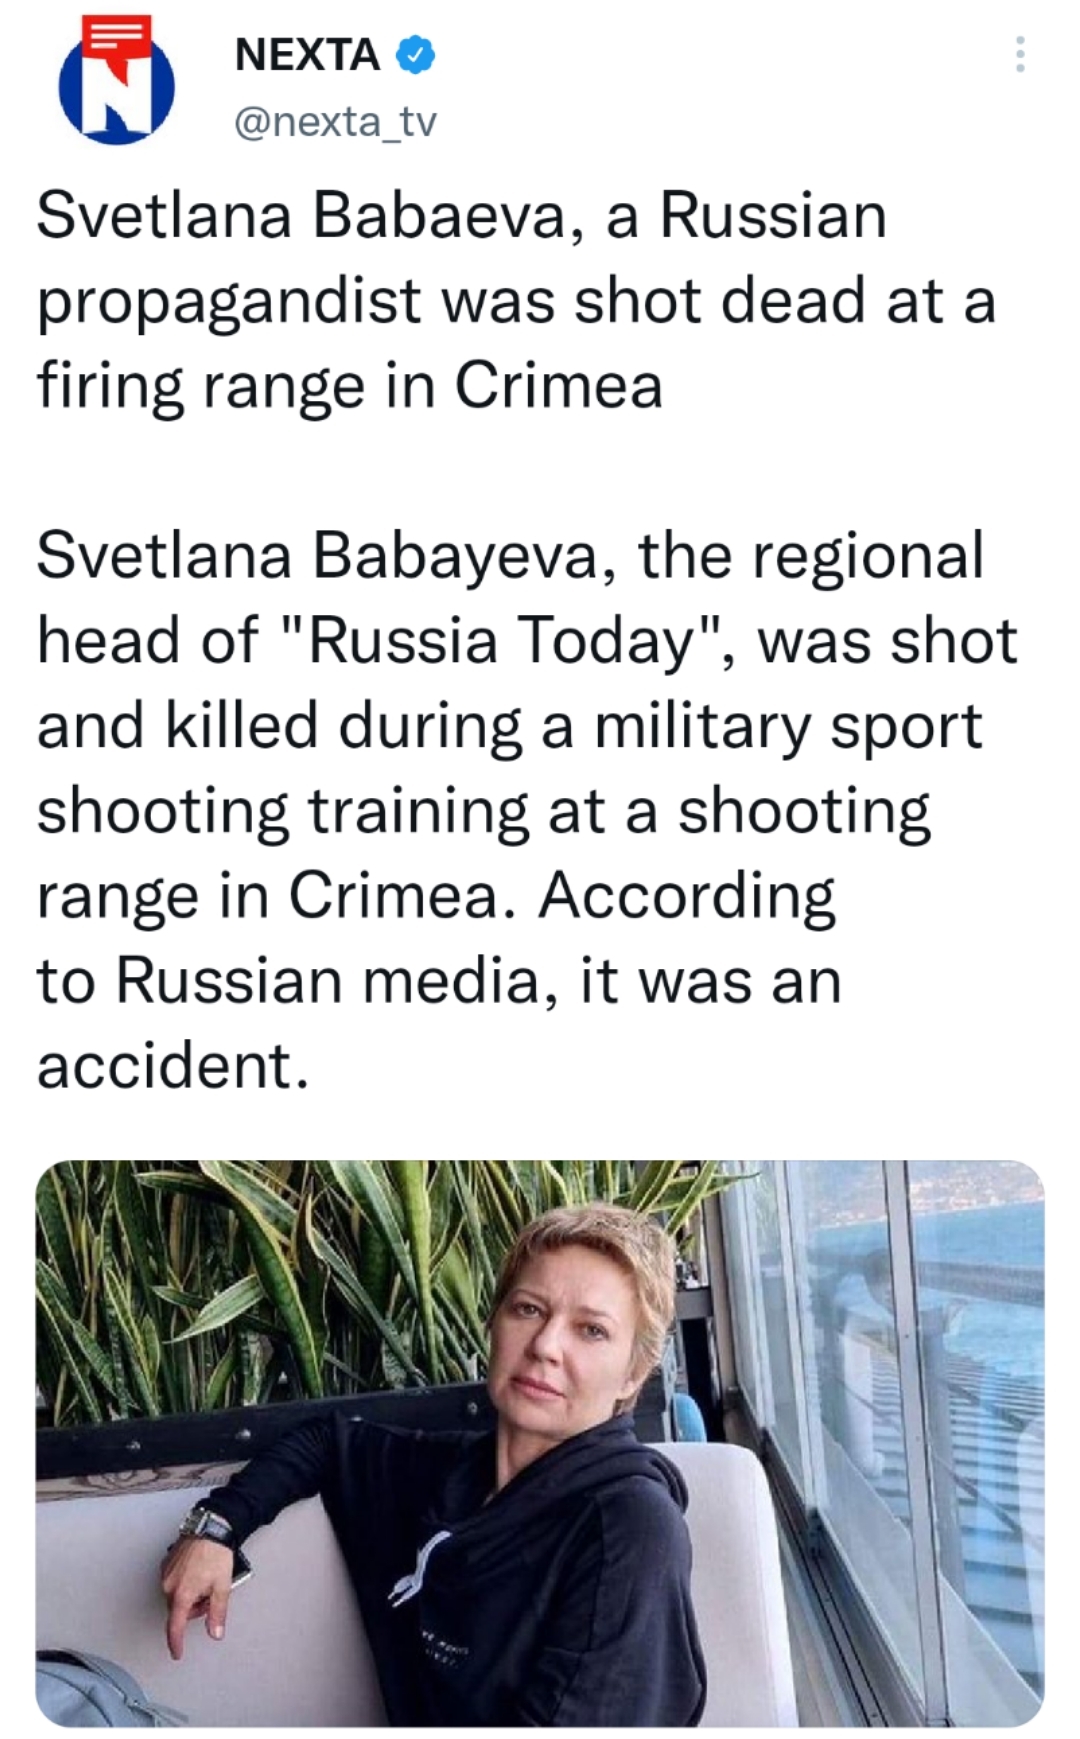 NEXTA
@nexta_tv
Svetlana Babaeva, a Russian
propagandist was shot dead at a
firing range in Crimea
Svetlana Babayeva, the regional
head of "Russia Today", was shot
and killed during a military sport
shooting training at a shooting
range in Crimea. According
to Russian media, it was an
accident.